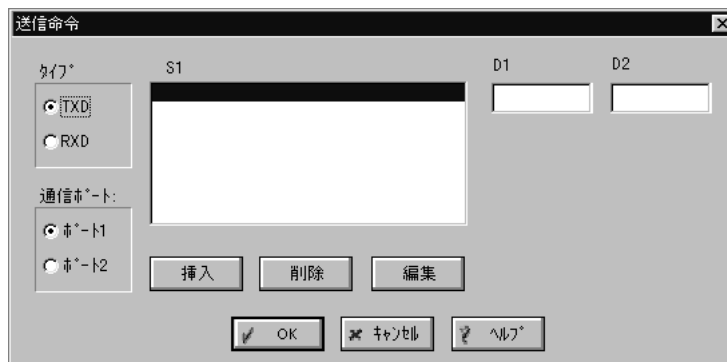 送信命令
ﾀｲﾌﾟ
TXD
RXD
通信ﾎﾟｰﾄ:
ﾎﾟｰﾄ1
ﾎﾟｰﾄ2
S1
D1
D2
挿入
削除
編集
OK
ｷｬﾝｾﾙ
ﾍﾙﾌﾟ